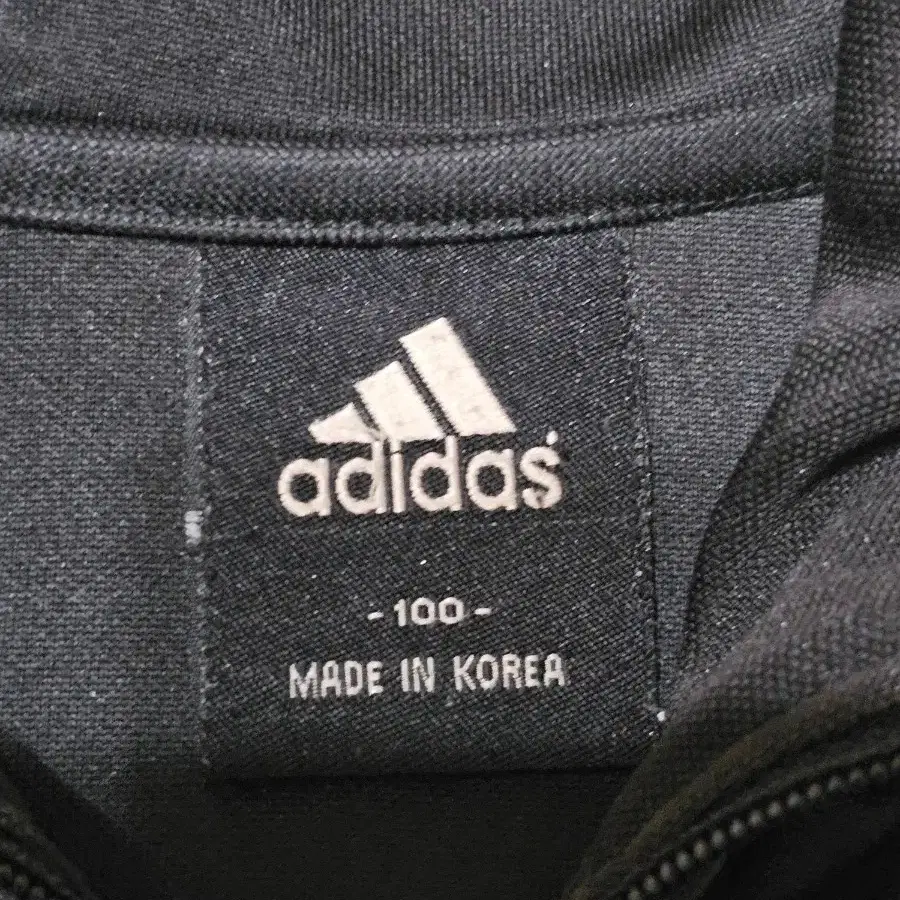 adidas
-100-
MADE IN KOREA